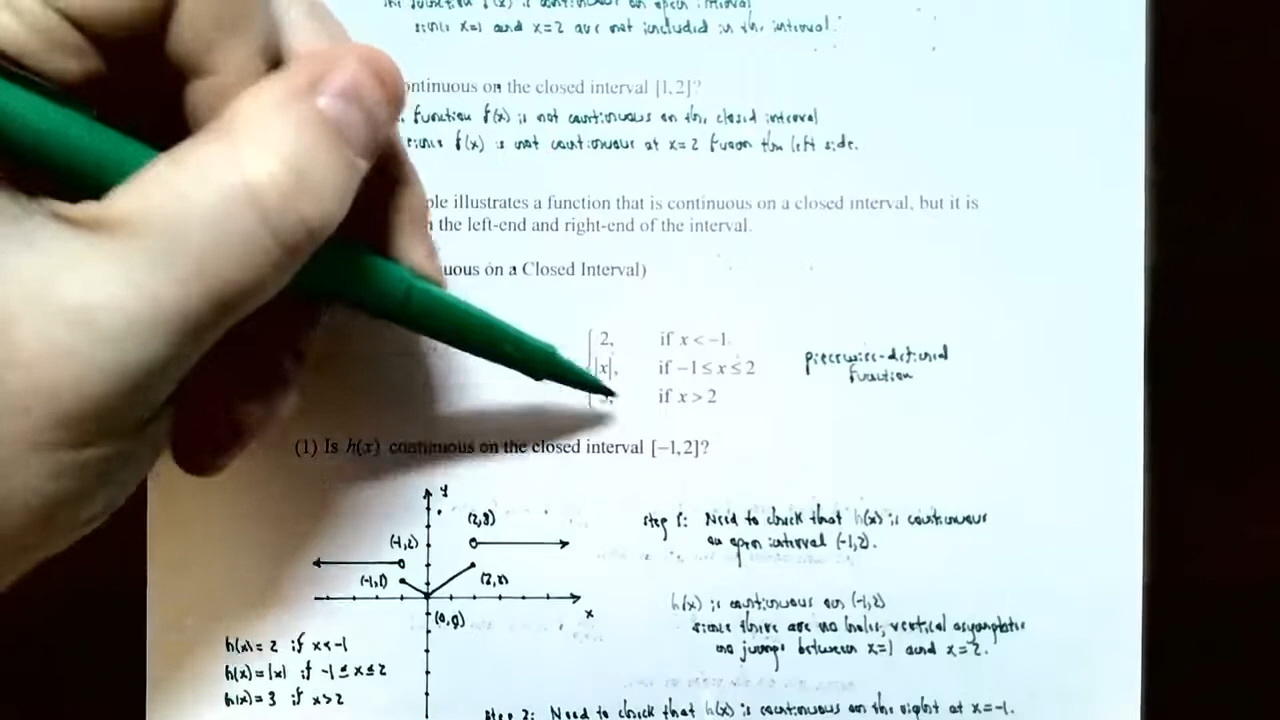 the function f(x) is continuous on open interval
since x=1 and x=2 are not included in the interval.
ontinuous on the closed interval [1,2]?
function f(x) is not continuous on the closed interval
since f(x) is not continuous at x=2 from the left side.
ple illustrates a function that is continuous on a closed interval, but it is
the left-end and right-end of the interval.
uous on a Closed Interval)
2, if x < -1
|x|, if -1 ≤ x ≤ 2
3, if x > 2
piecewise-defined
function
(1) Is h(x) continuous on the closed interval [-1,2]?
y
(2,3)
(-1,2)
(-1,1)
(2,2)
(0,0)
x
h(x)=2 if x<-1
h(x)=|x| if -1≤x≤2
h(x)=3 if x>2
Step 1: Need to check that h(x) is continuous
on open interval (-1,2).
h(x) is continuous on (-1,2)
since there are no holes, vertical asymptotes
no jumps between x=1 and x=2.
Step 2: Need to check that h(x) is continuous on the right at x=-1.